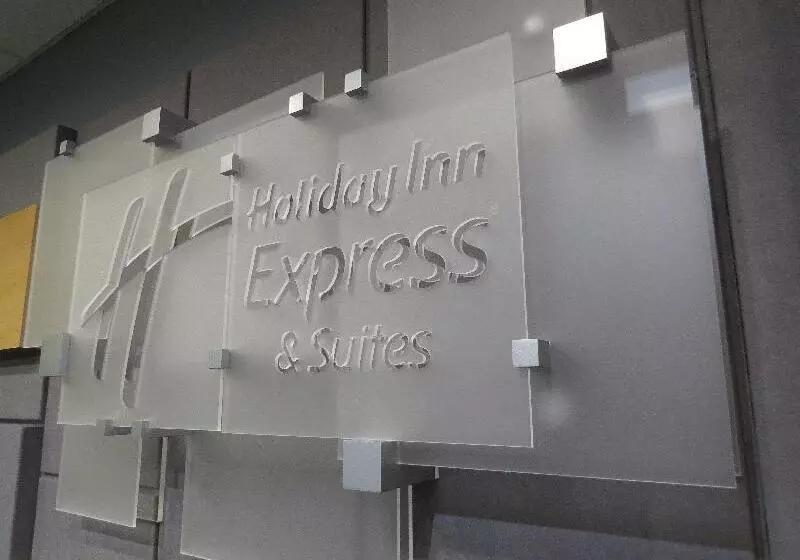 H
Holiday Inn
Express
& Suites